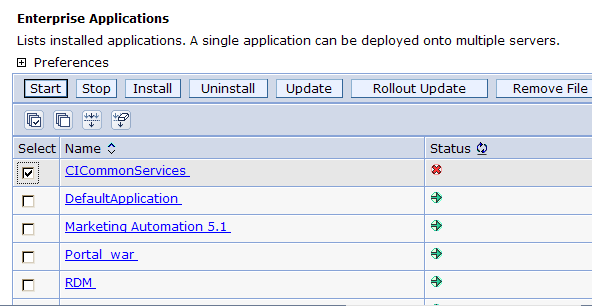 Enterprise Applications
Lists installed applications. A single application can be deployed onto multiple servers.
Preferences
Start Stop Install Uninstall Update Rollout Update Remove File
Select Name Status
CICommonServices
DefaultApplication
Marketing Automation 5.1
Portal_war
RDM